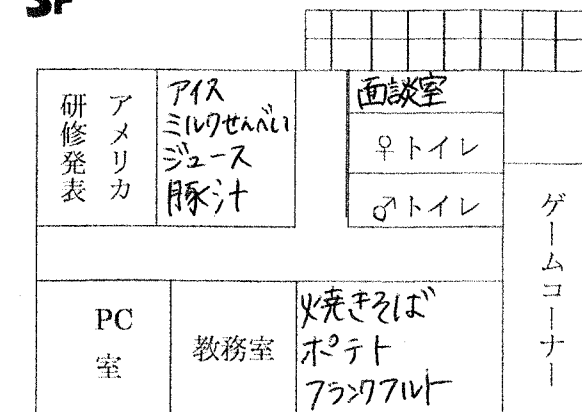 3F
アメリカ
研修発表
アイス
ミルクせんべい
ジュース
豚汁
面談室
♀トイレ
♂トイレ
ゲームコーナー
PC
室
教務室
焼きそば
ポテト
フランクフルト